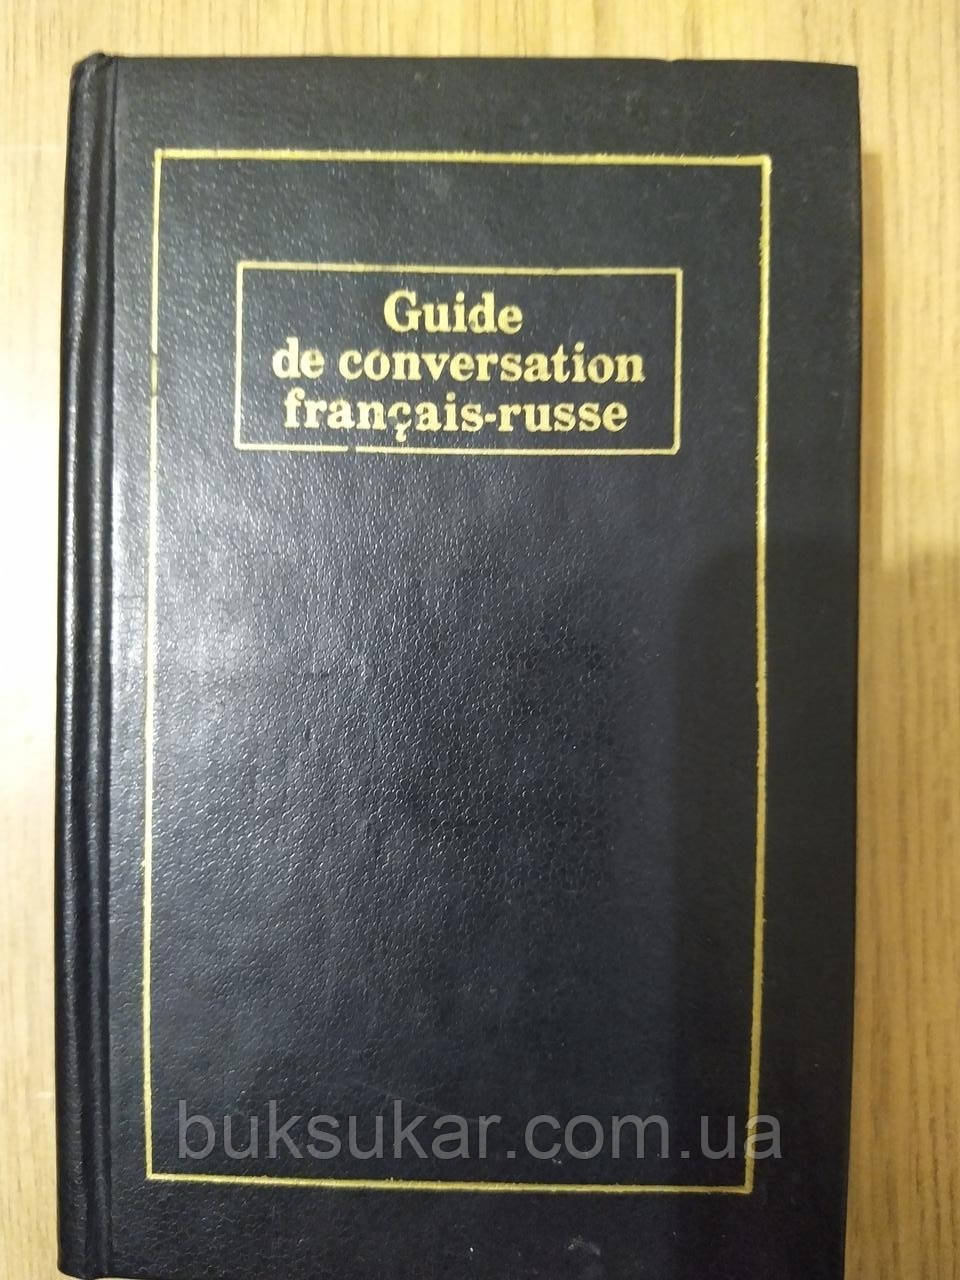 Guide
de conversation
français-russe
buksukar.com.ua